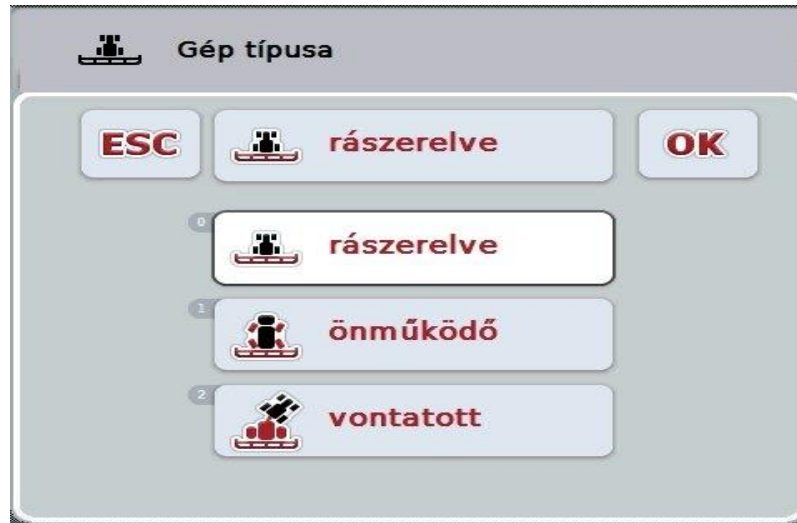 Gép típusa
ESC rászerelve OK
0 rászerelve
1 önműködő
2 vontatott